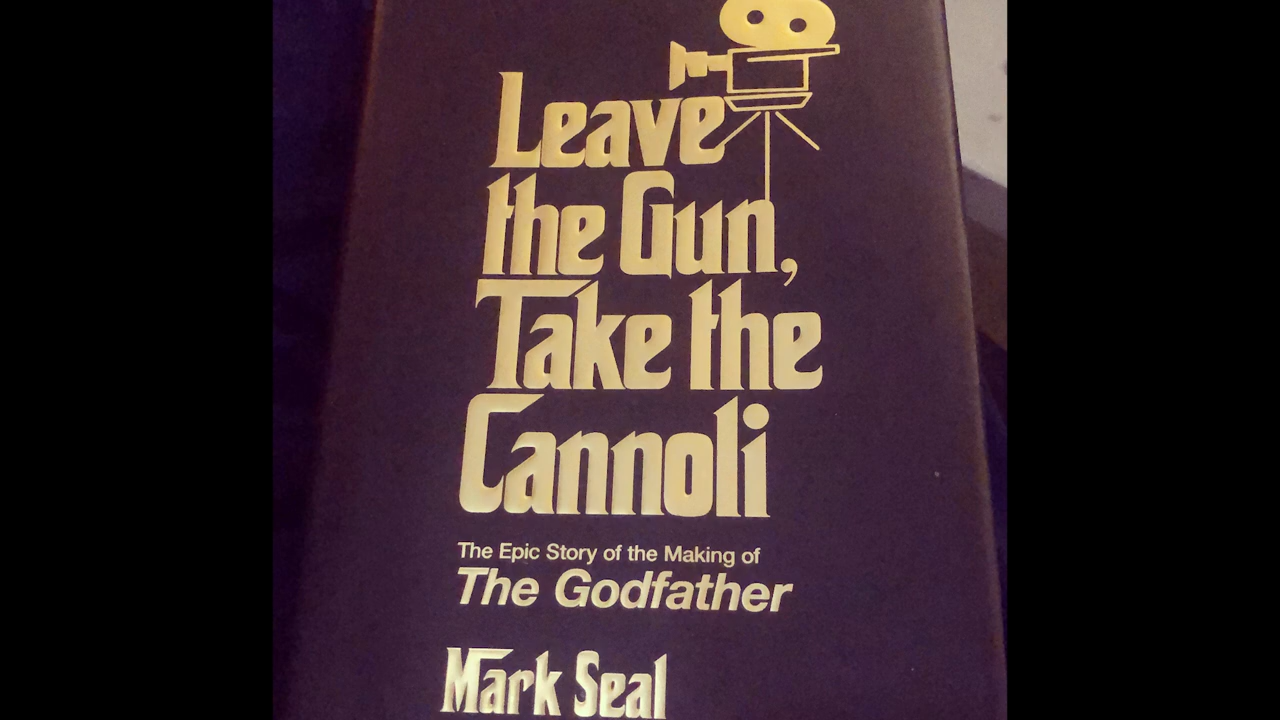 Leave
the Gun,
Take the
Cannoli
The Epic Story of the Making of
The Godfather
Mark Seal